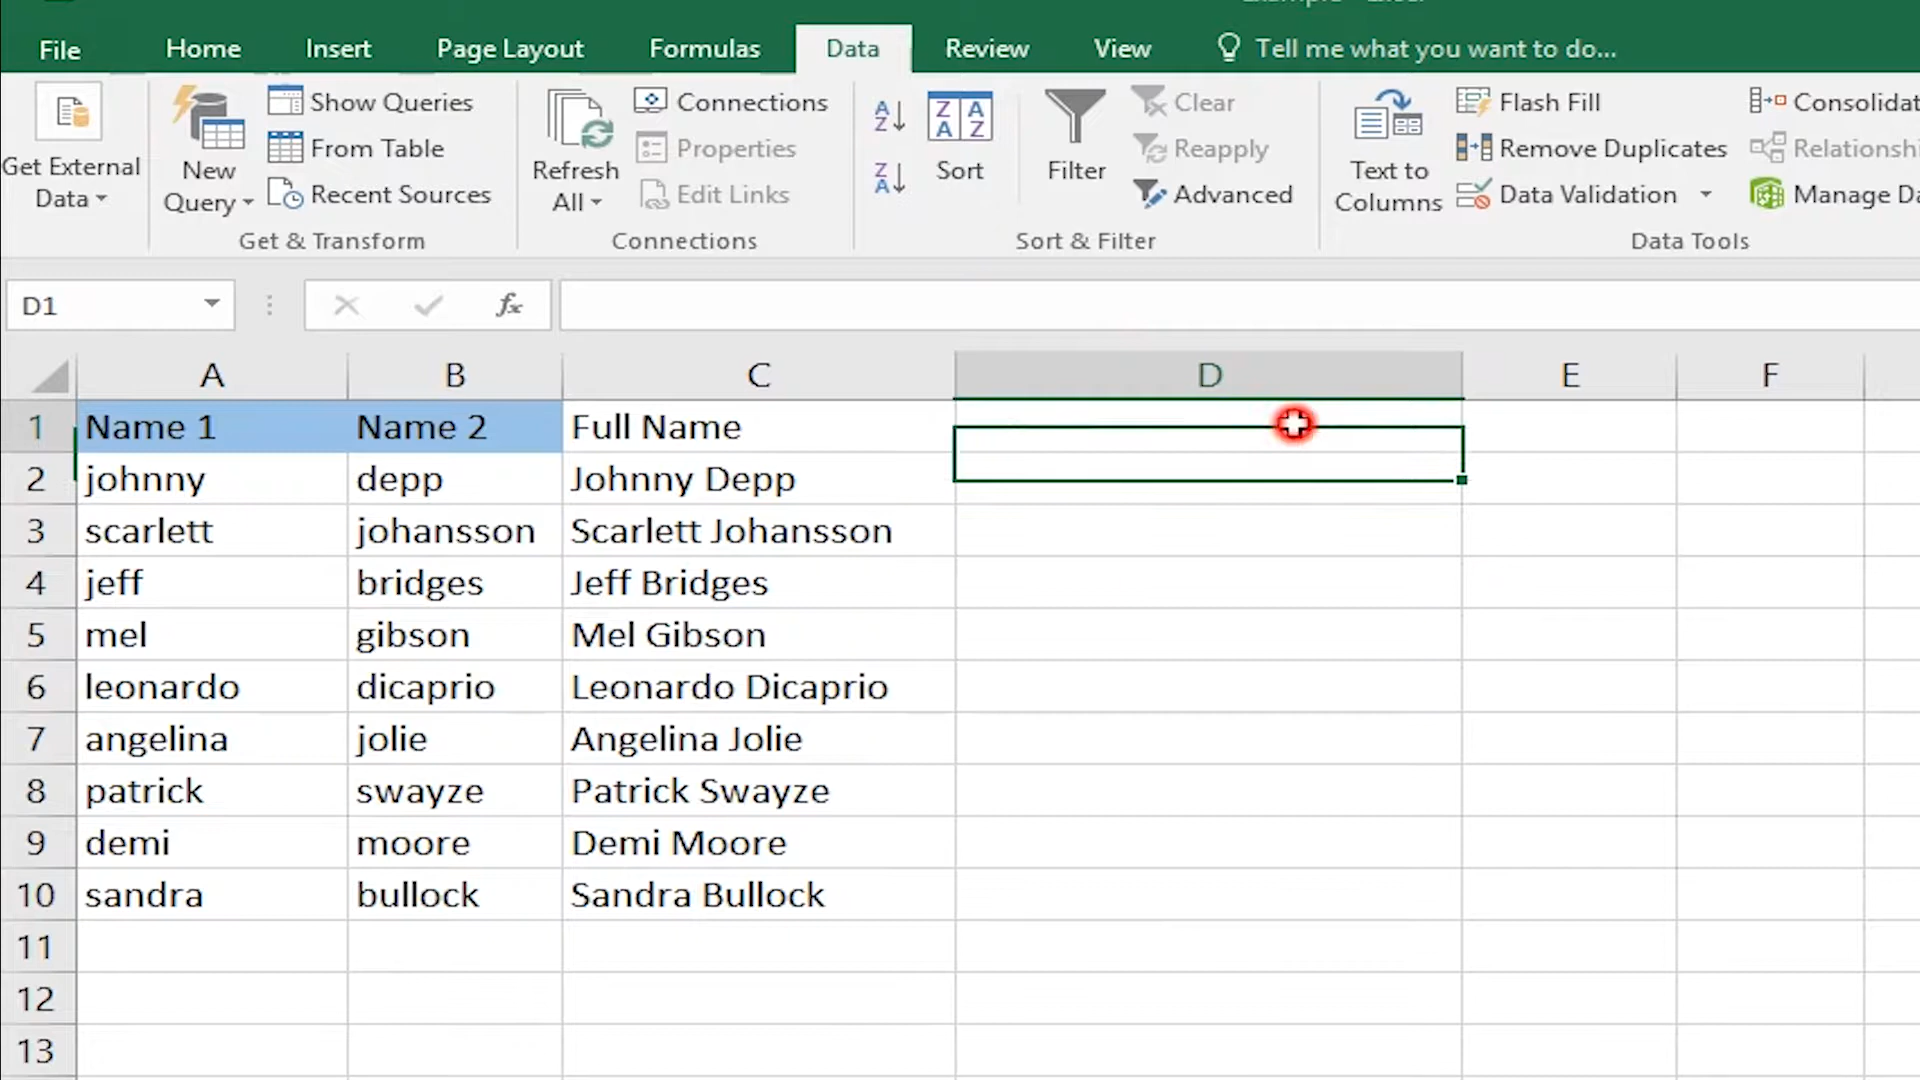 File Home Insert Page Layout Formulas Data Review View Tell me what you want to do...
Get External Data
New Query
Show Queries
From Table
Recent Sources
Get & Transform
Refresh All
Connections
Properties
Edit Links
Connections
A Z
Z A
Z A A Z
Sort
Filter
Clear
Reapply
Advanced
Sort & Filter
Text to Columns
Flash Fill
Remove Duplicates
Data Validation
Consolidat
Relationshi
Manage Da
Data Tools
D1 fx
A B C D E F
1 Name 1 Name 2 Full Name
2 johnny depp Johnny Depp
3 scarlett johansson Scarlett Johansson
4 jeff bridges Jeff Bridges
5 mel gibson Mel Gibson
6 leonardo dicaprio Leonardo Dicaprio
7 angelina jolie Angelina Jolie
8 patrick swayze Patrick Swayze
9 demi moore Demi Moore
10 sandra bullock Sandra Bullock
11
12
13